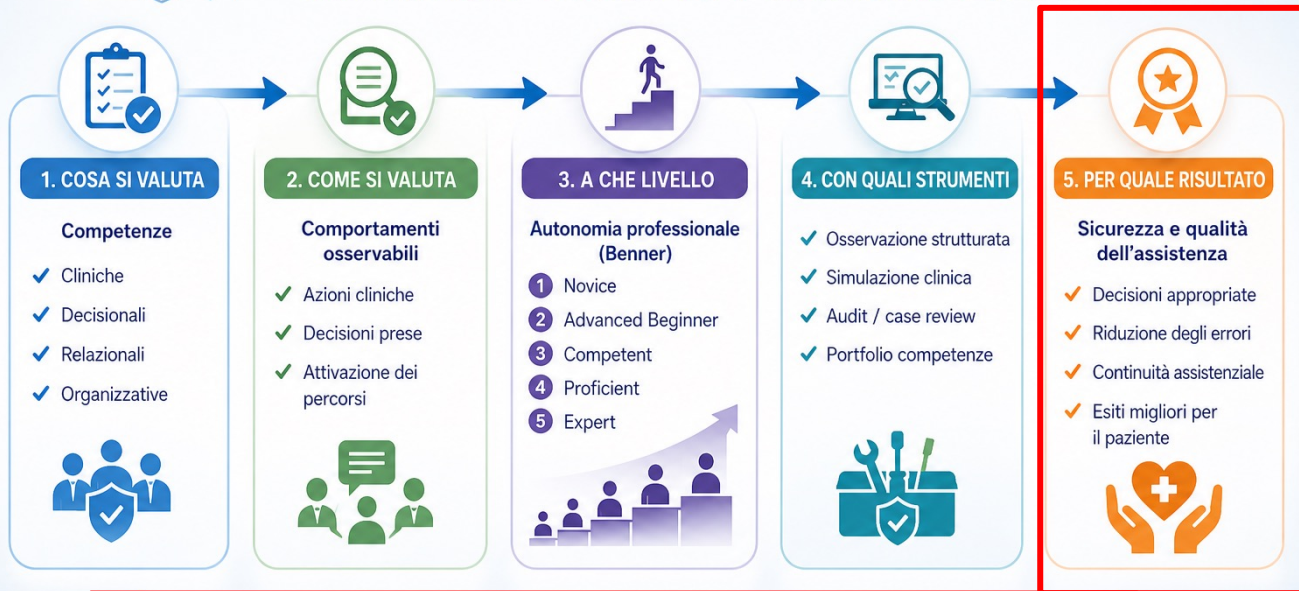 1. COSA SI VALUTA
Competenze
Cliniche
Decisionali
Relazionali
Organizzative
2. COME SI VALUTA
Comportamenti
osservabili
Azioni cliniche
Decisioni prese
Attivazione dei
percorsi
3. A CHE LIVELLO
Autonomia professionale
(Benner)
1 Novice
2 Advanced Beginner
3 Competent
4 Proficient
5 Expert
4. CON QUALI STRUMENTI
Osservazione strutturata
Simulazione clinica
Audit / case review
Portfolio competenze
5. PER QUALE RISULTATO
Sicurezza e qualità
dell'assistenza
Decisioni appropriate
Riduzione degli errori
Continuità assistenziale
Esiti migliori per
il paziente